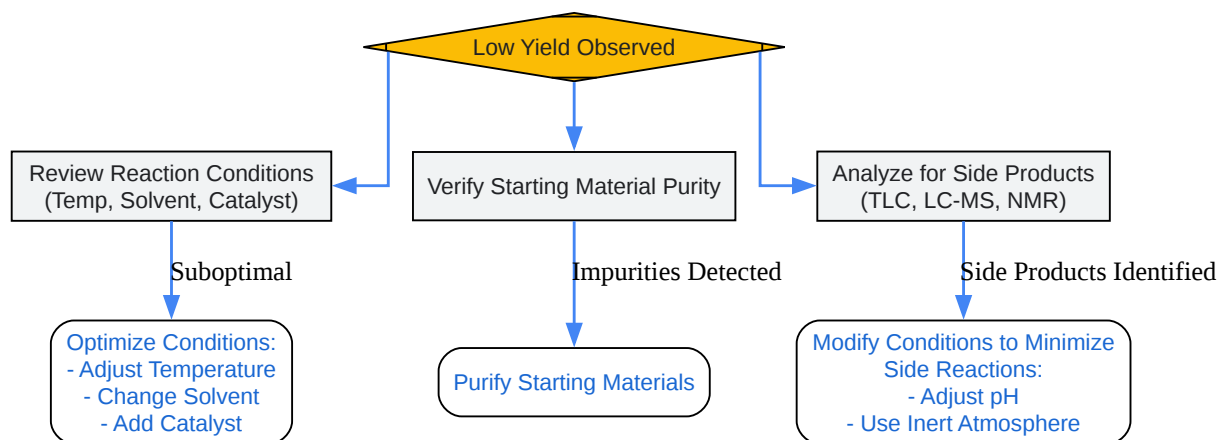 Low Yield Observed
Review Reaction Conditions
(Temp, Solvent, Catalyst)
Verify Starting Material Purity
Analyze for Side Products
(TLC, LC-MS, NMR)
Suboptimal
Impurities Detected
Side Products Identified
Optimize Conditions:
- Adjust Temperature
- Change Solvent
- Add Catalyst
Purify Starting Materials
Modify Conditions to Minimize
Side Reactions:
- Adjust pH
- Use Inert Atmosphere